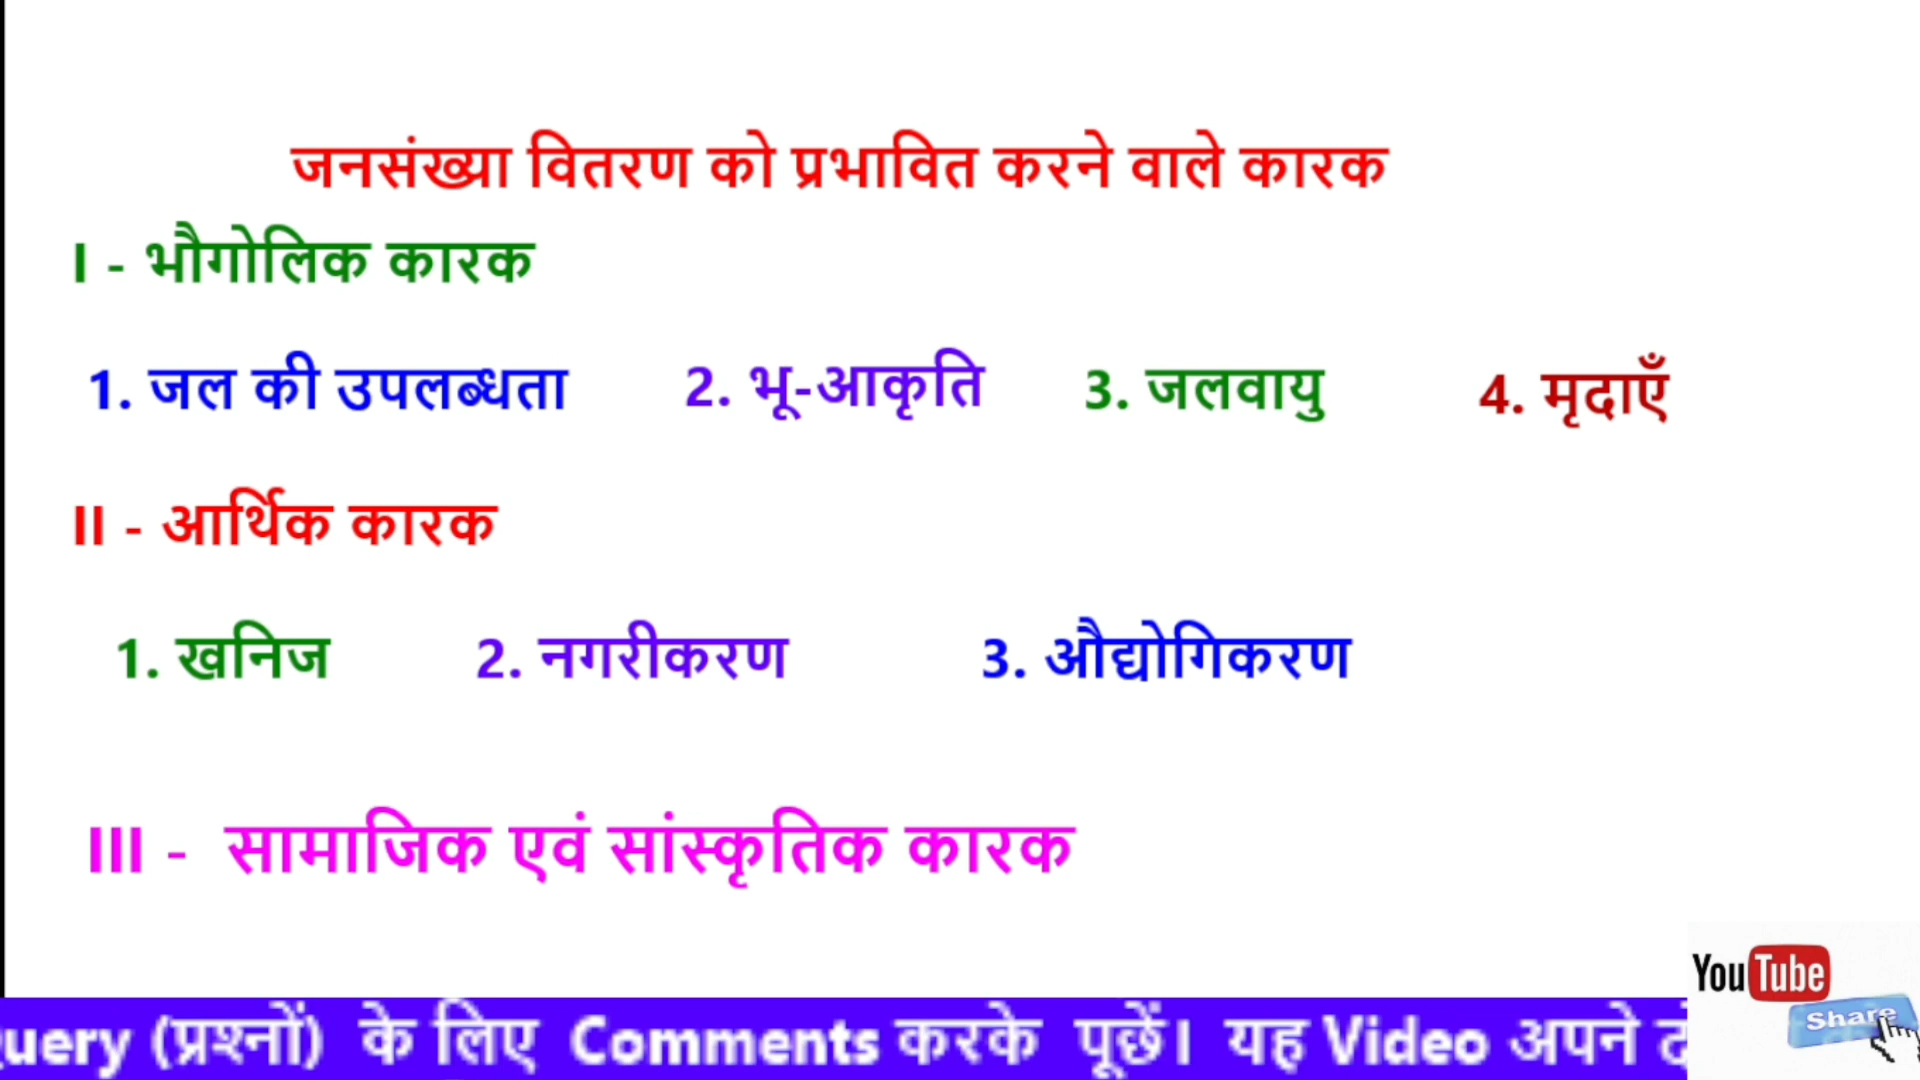 जनसंख्या वितरण को प्रभावित करने वाले कारक
I - भौगोलिक कारक
1. जल की उपलब्धता 2. भू-आकृति 3. जलवायु 4. मृदाएँ
II - आर्थिक कारक
1. खनिज 2. नगरीकरण 3. औद्योगिकरण
III - सामाजिक एवं सांस्कृतिक कारक
YouTube
Share
(प्रश्नों) के लिए Comments करके पूछें। यह Video अपने